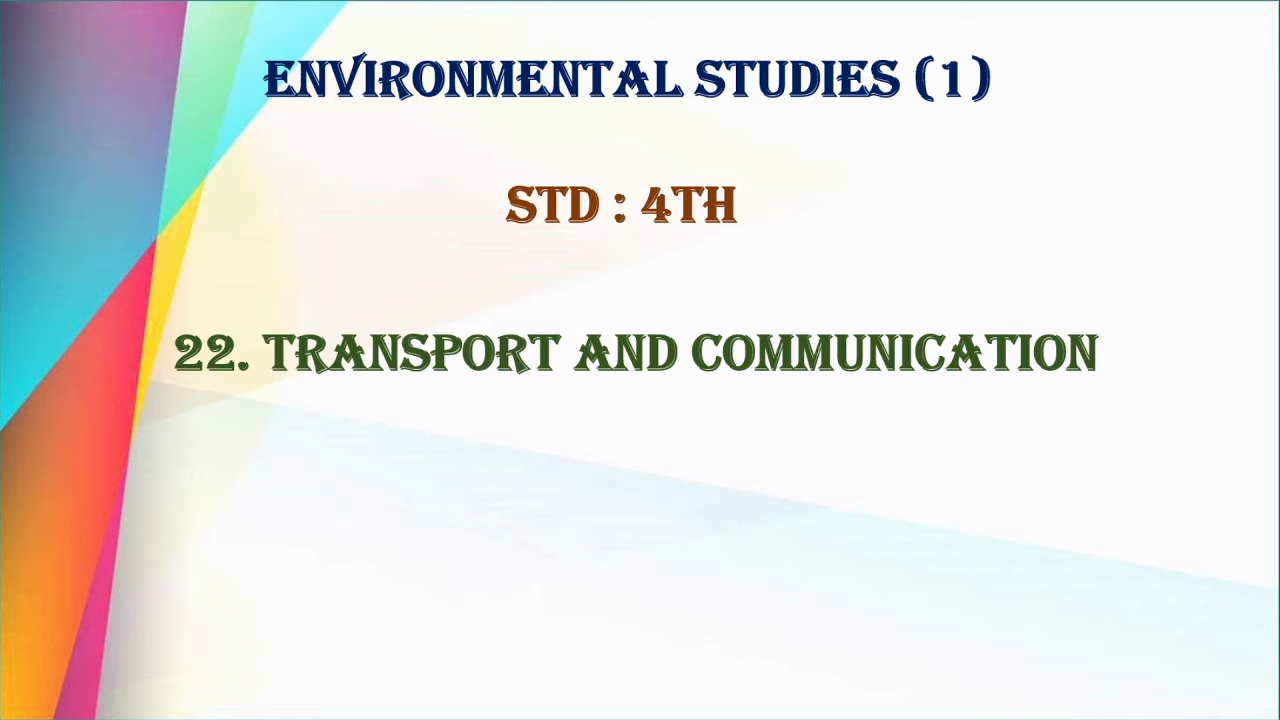 ENVIRONMENTAL STUDIES (1)
STD : 4TH
22. TRANSPORT AND COMMUNICATION